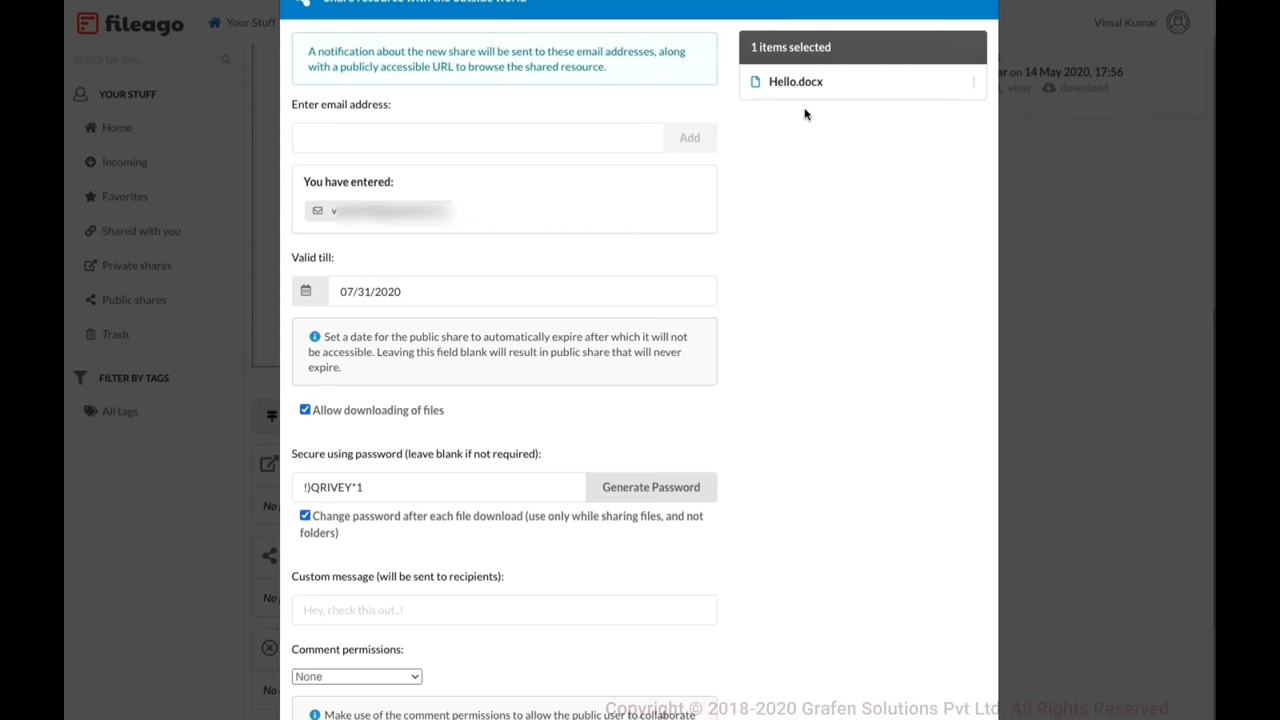 fileago
Your Stuff
Vimal Kumar
A notification about the new share will be sent to these email addresses, along
with a publicly accessible URL to browse the shared resource.
1 items selected
Hello.docx
ar on 14 May 2020, 17:56
view
download
Search for files..
YOUR STUFF
Home
Incoming
Favorites
Shared with you
Private shares
Public shares
Trash
FILTER BY TAGS
All tags
Enter email address:
Add
You have entered:
v
Valid till:
07/31/2020
Set a date for the public share to automatically expire after which it will not
be accessible. Leaving this field blank will result in public share that will never
expire.
Allow downloading of files
Secure using password (leave blank if not required):
!)QRIVEY*1
Generate Password
Change password after each file download (use only while sharing files, and not
folders)
Custom message (will be sent to recipients):
Hey, check this out..!
Comment permissions:
None
Make use of the comment permissions to allow the public user to collaborate
No
No
No
Copyright © 2018-2020 Grafen Solutions Pvt Ltd. All Rights Reserved.